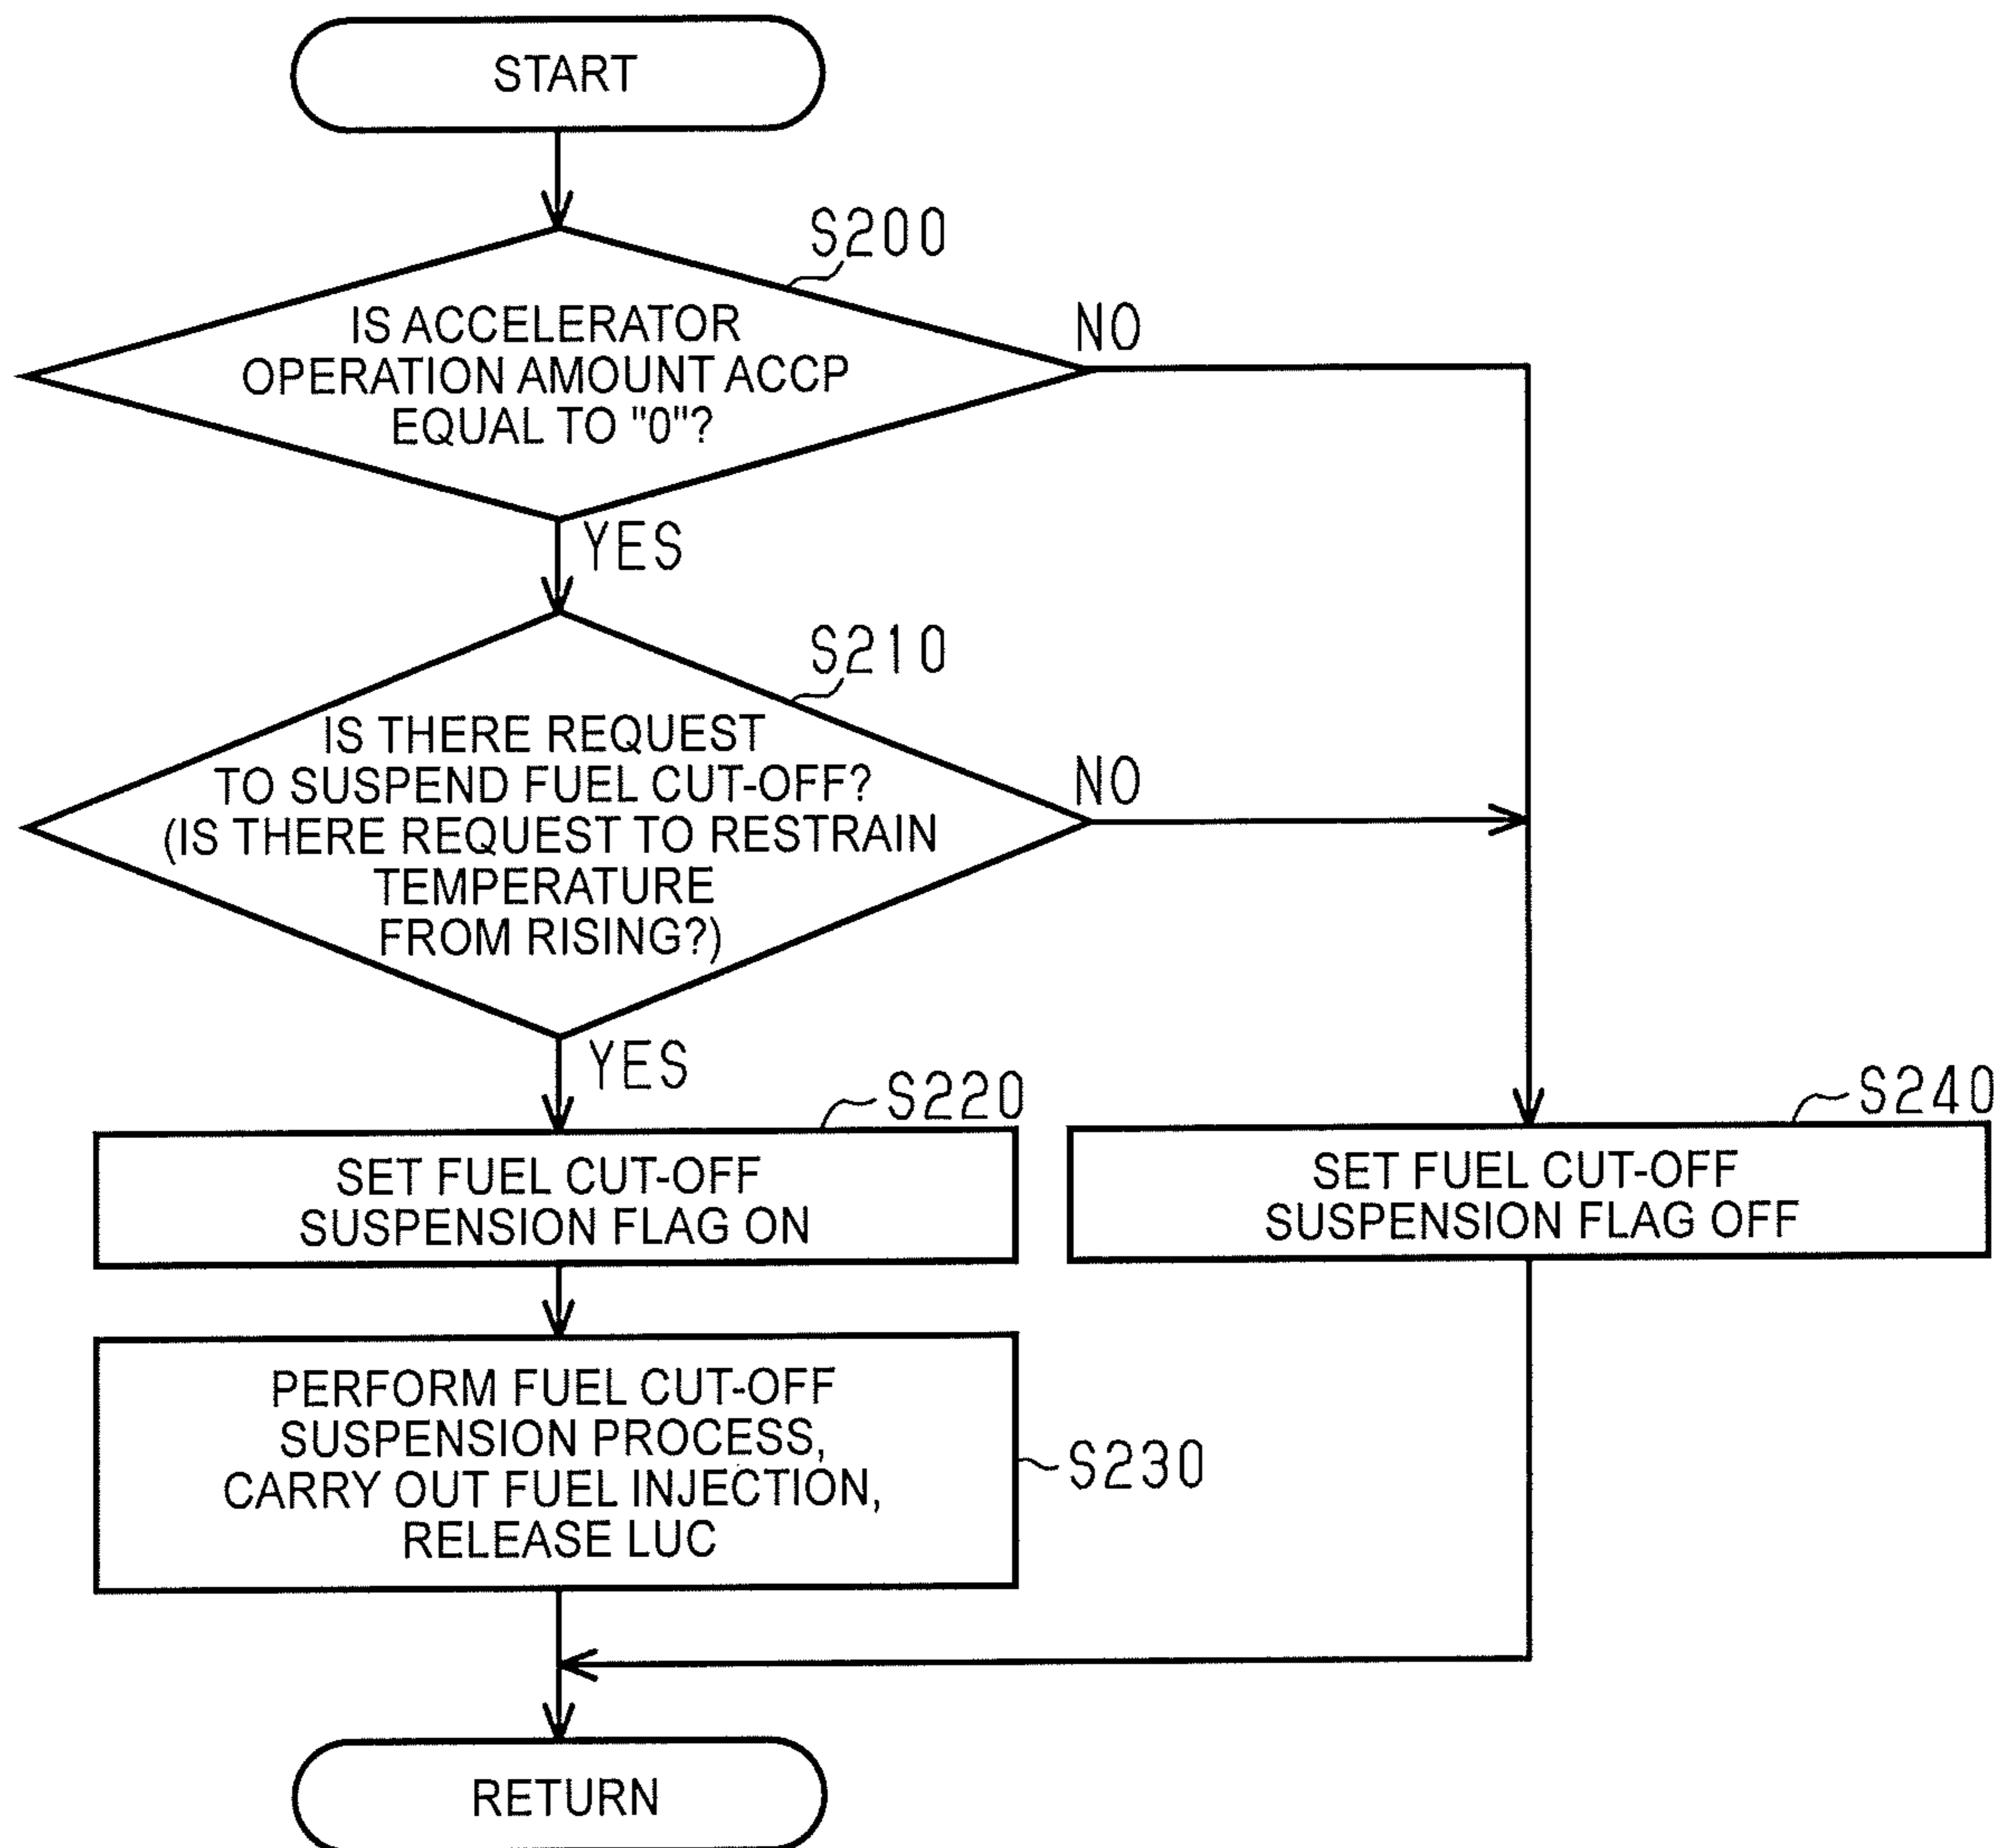 START
S200
IS ACCELERATOR
OPERATION AMOUNT ACCP
EQUAL TO "0"?
NO
YES
S210
IS THERE REQUEST
TO SUSPEND FUEL CUT-OFF?
(IS THERE REQUEST TO RESTRAIN
TEMPERATURE
FROM RISING?)
NO
YES
S220
SET FUEL CUT-OFF
SUSPENSION FLAG ON
S240
SET FUEL CUT-OFF
SUSPENSION FLAG OFF
PERFORM FUEL CUT-OFF
SUSPENSION PROCESS,
CARRY OUT FUEL INJECTION,
RELEASE LUC
S230
RETURN